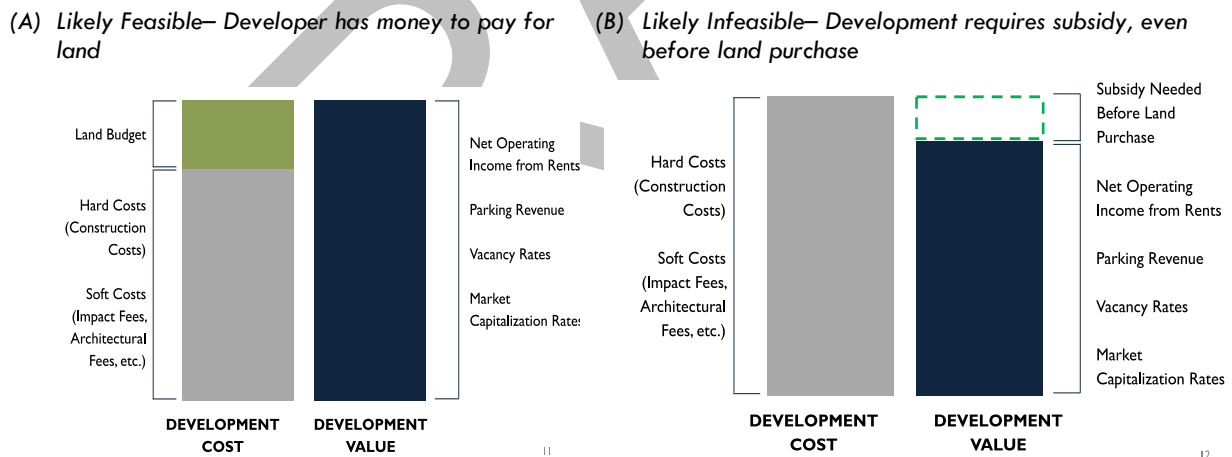 (A) Likely Feasible– Developer has money to pay for
land
Land Budget
Hard Costs
(Construction
Costs)
Soft Costs
(Impact Fees,
Architectural
Fees, etc.)
Net Operating
Income from Rents
Parking Revenue
Vacancy Rates
Market
Capitalization Rates
DEVELOPMENT
COST
DEVELOPMENT
VALUE
11
(B) Likely Infeasible– Development requires subsidy, even
before land purchase
Hard Costs
(Construction
Costs)
Soft Costs
(Impact Fees,
Architectural
Fees, etc.)
Subsidy Needed
Before Land
Purchase
Net Operating
Income from Rents
Parking Revenue
Vacancy Rates
Market
Capitalization Rates
DEVELOPMENT
COST
DEVELOPMENT
VALUE
12